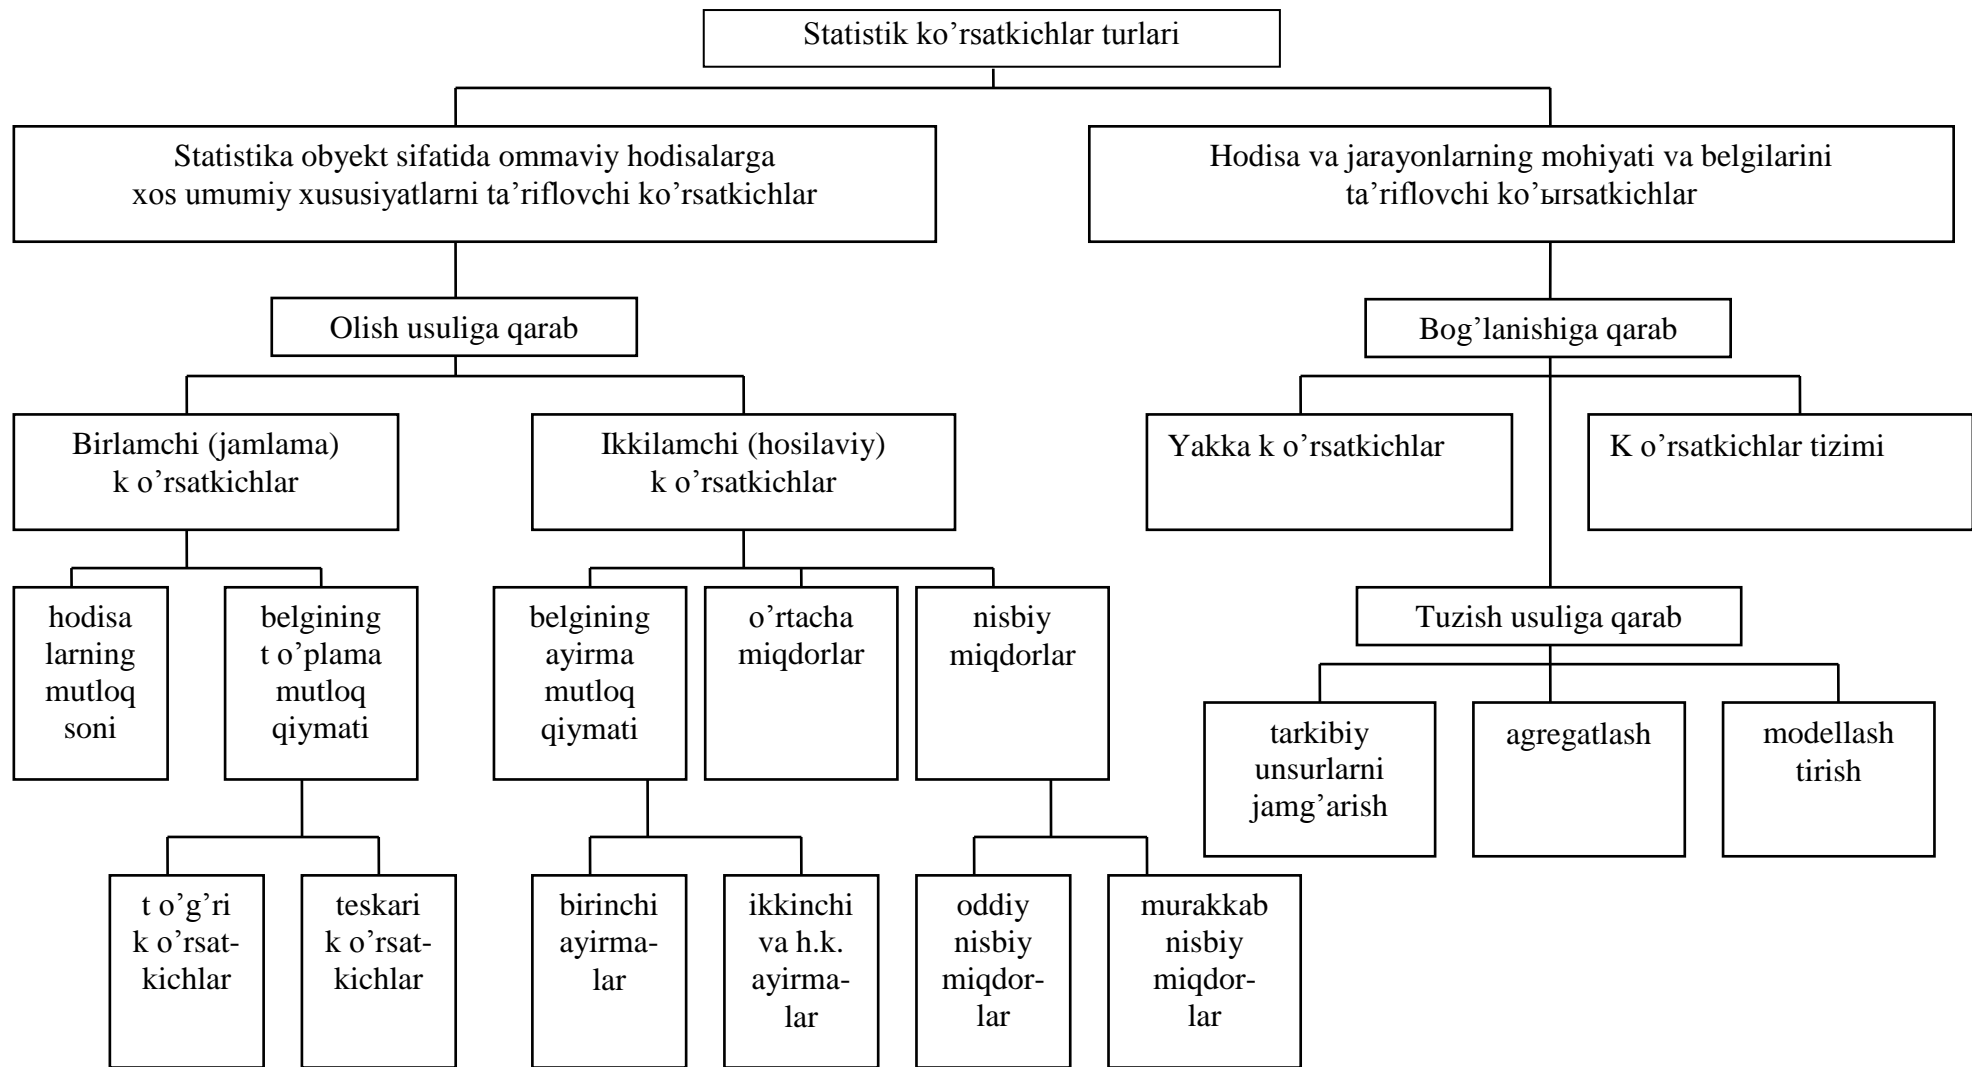 Statistik ko’rsatkichlar turlari
Statistika obyekt sifatida ommaviy hodisalarga
xos umumiy xususiyatlarni ta’riflovchi ko’rsatkichlar
Hodisa va jarayonlarning mohiyati va belgilarini
ta’riflovchi ko’ыrsatkichlar
Olish usuliga qarab
Bog’lanishiga qarab
Birlamchi (jamlama)
k o’rsatkichlar
Ikkilamchi (hosilaviy)
k o’rsatkichlar
Yakka k o’rsatkichlar
K o’rsatkichlar tizimi
hodisa
larning
mutloq
soni
belgining
t o’plama
mutloq
qiymati
belgining
ayirma
mutloq
qiymati
o’rtacha
miqdorlar
nisbiy
miqdorlar
Tuzish usuliga qarab
tarkibiy
unsurlarni
jamg’arish
agregatlash
modellash
tirish
t o’g’ri
k o’rsat-
kichlar
teskari
k o’rsat-
kichlar
birinchi
ayirma-
lar
ikkinchi
va h.k.
ayirma-
lar
oddiy
nisbiy
miqdor-
lar
murakkab
nisbiy
miqdor-
lar